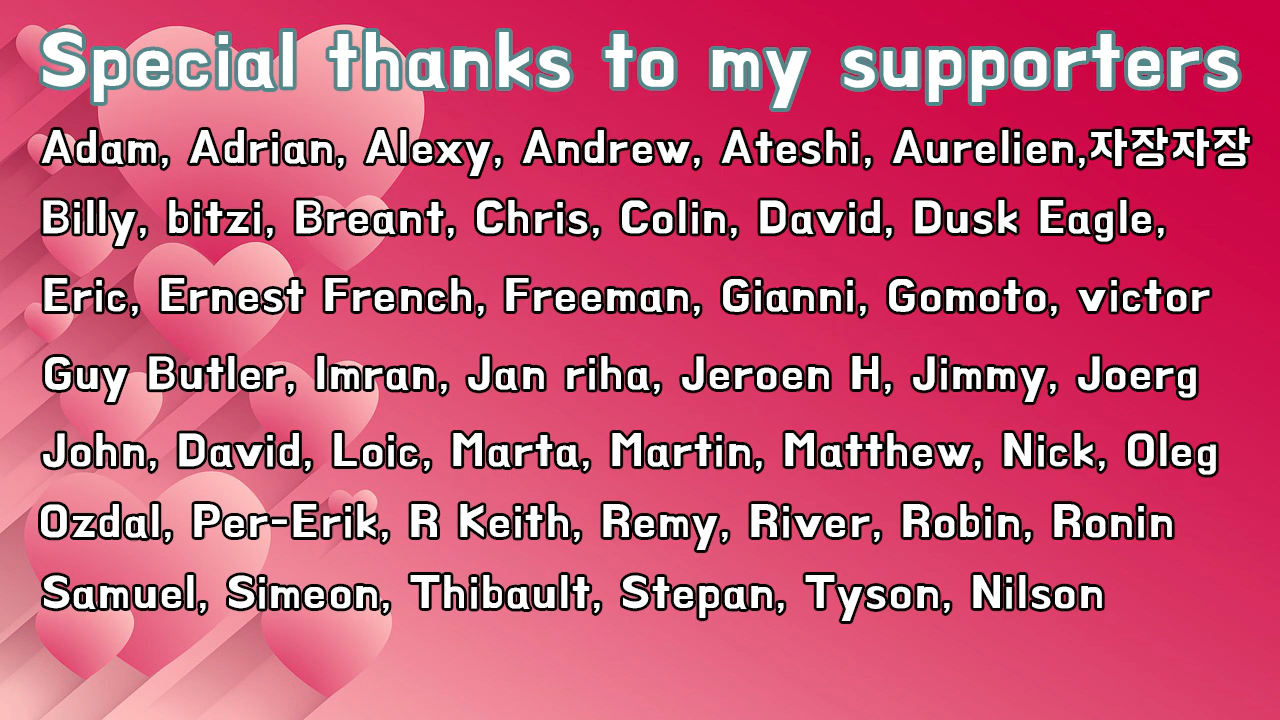 Special thanks to my supporters
Adam, Adrian, Alexy, Andrew, Ateshi, Aurelien,자장자장
Billy, bitzi, Breant, Chris, Colin, David, Dusk Eagle,
Eric, Ernest French, Freeman, Gianni, Gomoto, victor
Guy Butler, Imran, Jan riha, Jeroen H, Jimmy, Joerg
John, David, Loic, Marta, Martin, Matthew, Nick, Oleg
Ozdal, Per-Erik, R Keith, Remy, River, Robin, Ronin
Samuel, Simeon, Thibault, Stepan, Tyson, Nilson